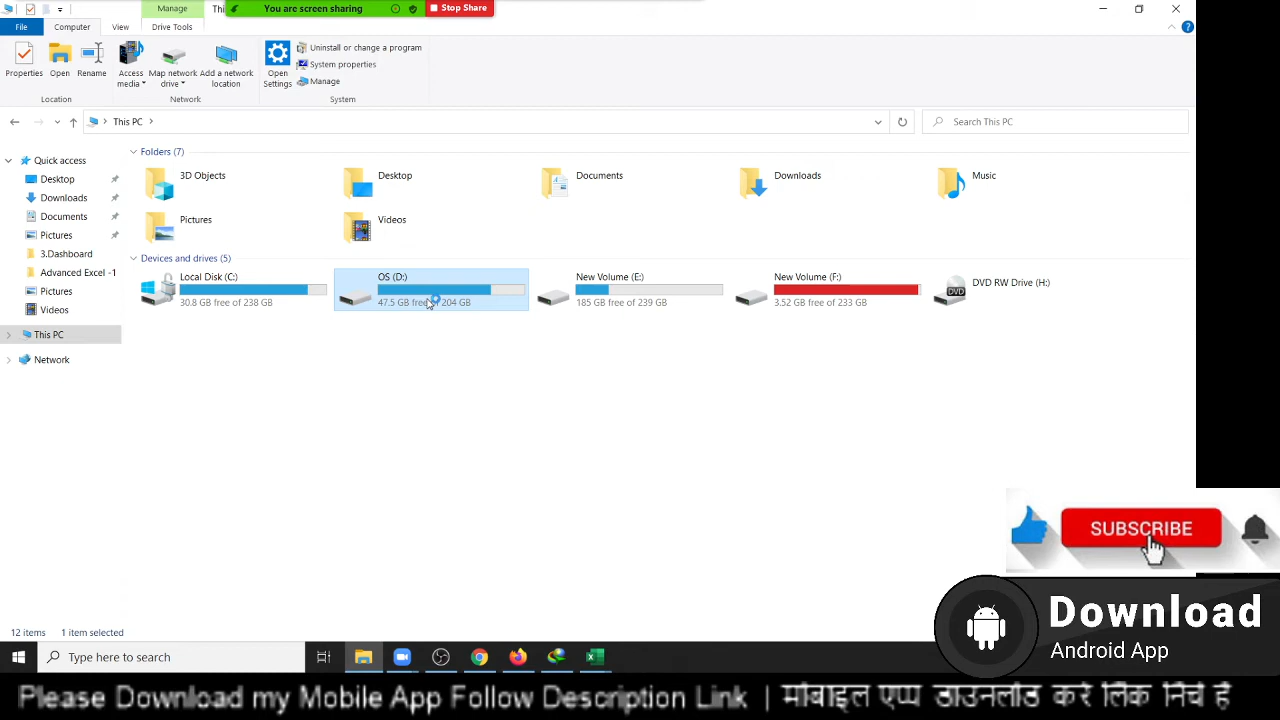 Manage
Thi
You are screen sharing
Stop Share
File
Computer
View
Drive Tools
Properties
Open
Rename
Access media
Map network drive
Add a network location
Open Settings
Uninstall or change a program
System properties
Manage
Location
Network
System
This PC
Search This PC
Quick access
Desktop
Downloads
Documents
Pictures
3.Dashboard
Advanced Excel -1
Pictures
Videos
This PC
Network
Folders (7)
3D Objects
Desktop
Documents
Downloads
Music
Pictures
Videos
Devices and drives (5)
Local Disk (C:)
30.8 GB free of 238 GB
OS (D:)
47.5 GB free of 204 GB
New Volume (E:)
185 GB free of 239 GB
New Volume (F:)
3.52 GB free of 233 GB
DVD RW Drive (H:)
DVD
SUBSCRIBE
Download
Android App
12 items
1 item selected
Type here to search
Please Download my Mobile App Follow Description Link | मोबाइल एप्प डाउनलोड करे लिंक निचे है